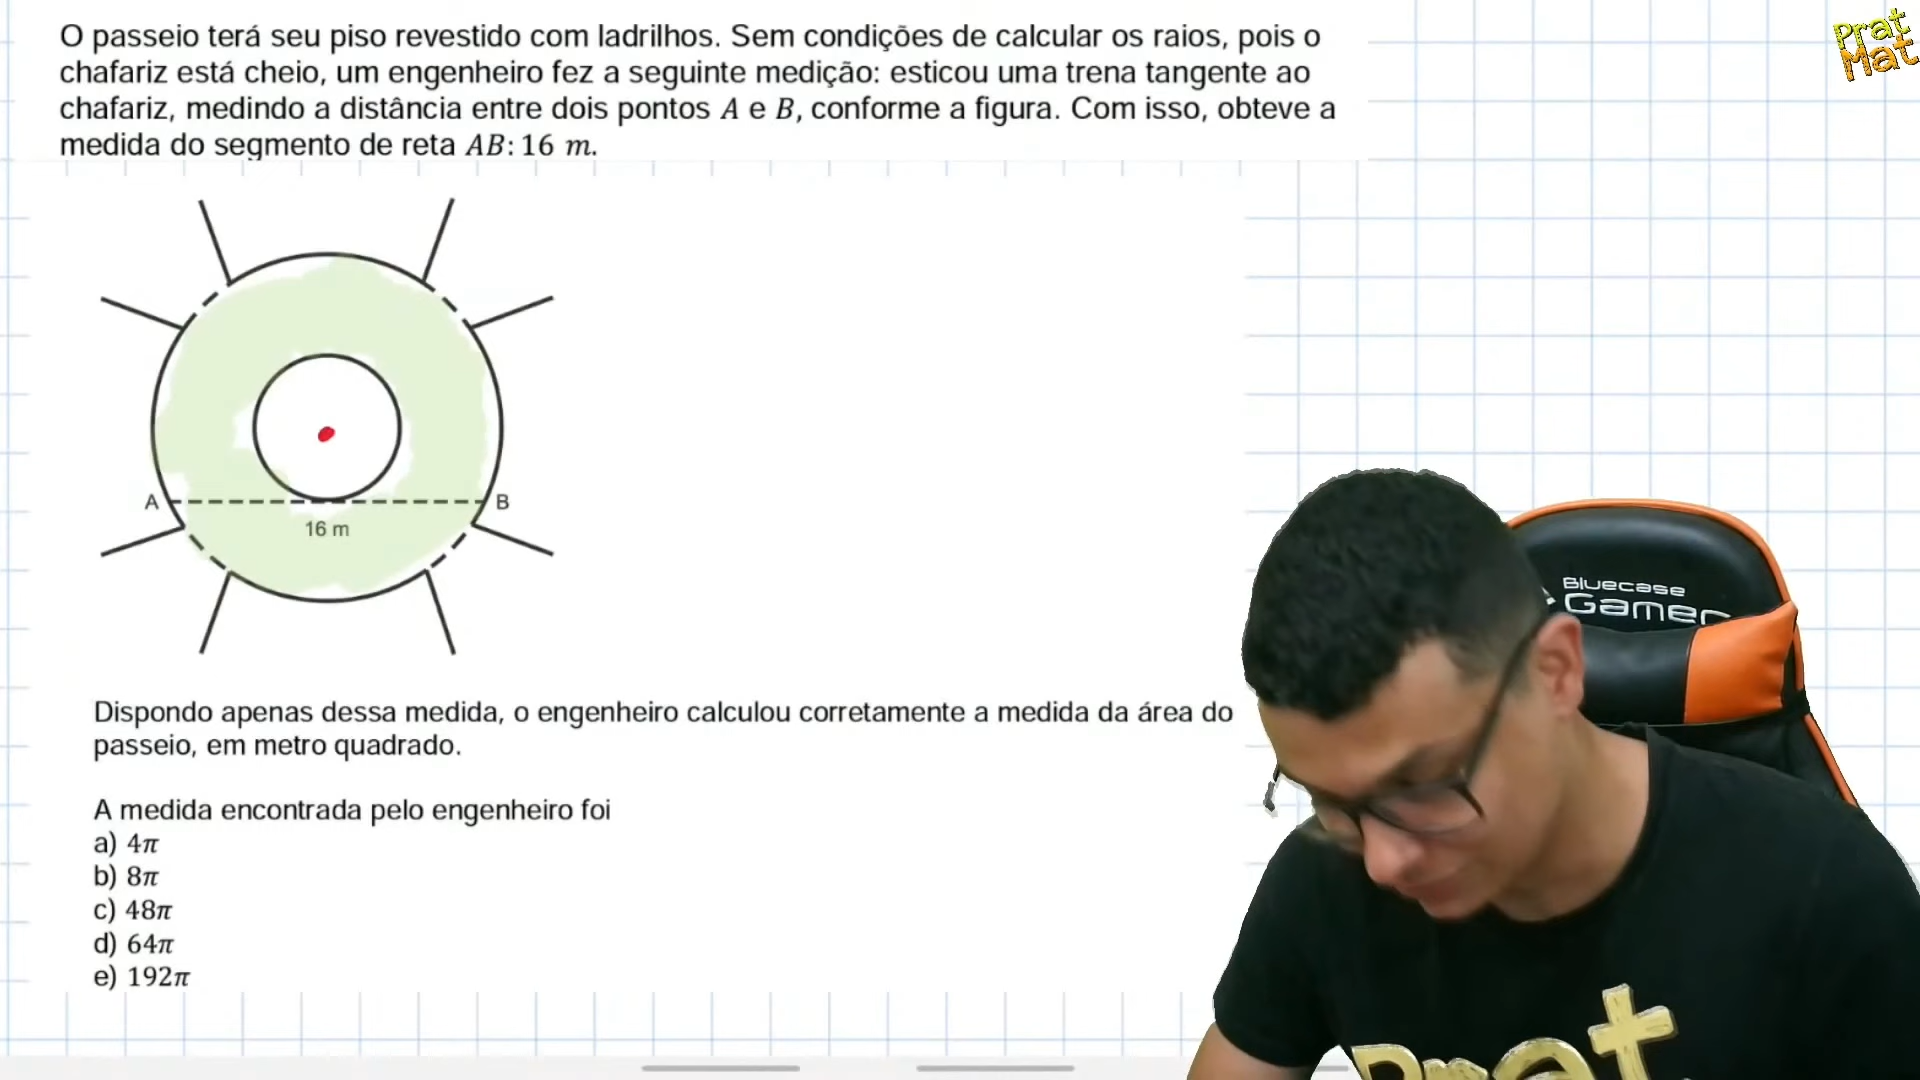 O passeio terá seu piso revestido com ladrilhos. Sem condições de calcular os raios, pois o
chafariz está cheio, um engenheiro fez a seguinte medição: esticou uma trena tangente ao
chafariz, medindo a distância entre dois pontos A e B, conforme a figura. Com isso, obteve a
medida do segmento de reta AB: 16 m.
Prat
Mat
A
B
16 m
Bluecase
Gamer
Dispondo apenas dessa medida, o engenheiro calculou corretamente a medida da área do
passeio, em metro quadrado.
A medida encontrada pelo engenheiro foi
a) 4π
b) 8π
c) 48π
d) 64π
e) 192π
Prat